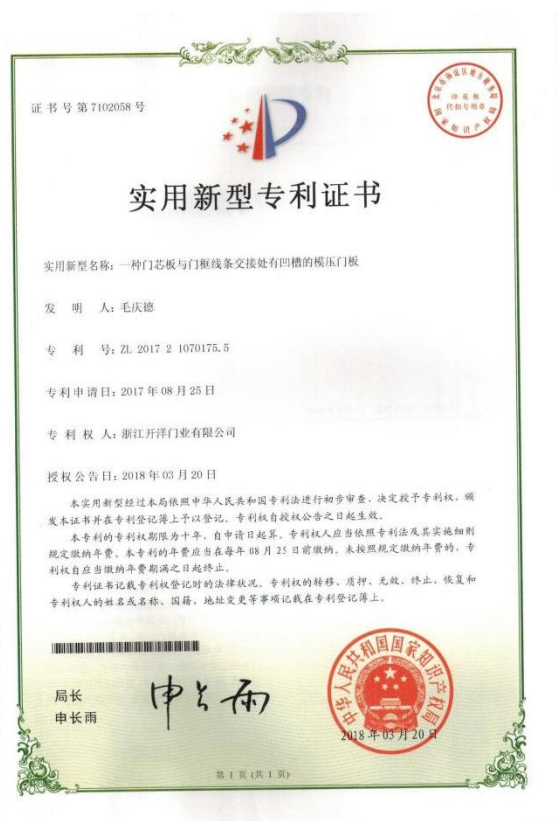 证书号第7102058号
印花税
代扣专用章
实用新型专利证书
实用新型名称：一种门芯板与门框线条交接处有凹槽的模压门板
发 明 人：毛庆德
专 利 号：ZL 2017 2 1070175.5
专利申请日：2017年08月25日
专 利 权 人：浙江开洋门业有限公司
授权公告日：2018年03月20日
本实用新型经过本局依照中华人民共和国专利法进行初步审查，决定授予专利权，颁
发本证书并在专利登记簿上予以登记。专利权自授权公告之日起生效。
本专利的专利权期限为十年，自申请日起算。专利权人应当依照专利法及其实施细则
规定缴纳年费。本专利的年费应当在每年08月25日前缴纳。未按照规定缴纳年费的，专
利权自应当缴纳年费期满之日起终止。
专利证书记载专利权登记时的法律状况。专利权的转移、质押、无效、终止、恢复和
专利权人的姓名或名称、国籍、地址变更等事项记载在专利登记簿上。
局长
申长雨
申长雨
中华人民共和国国家知识产权局
2018年03月20日
第 1 页 (共 1 页)